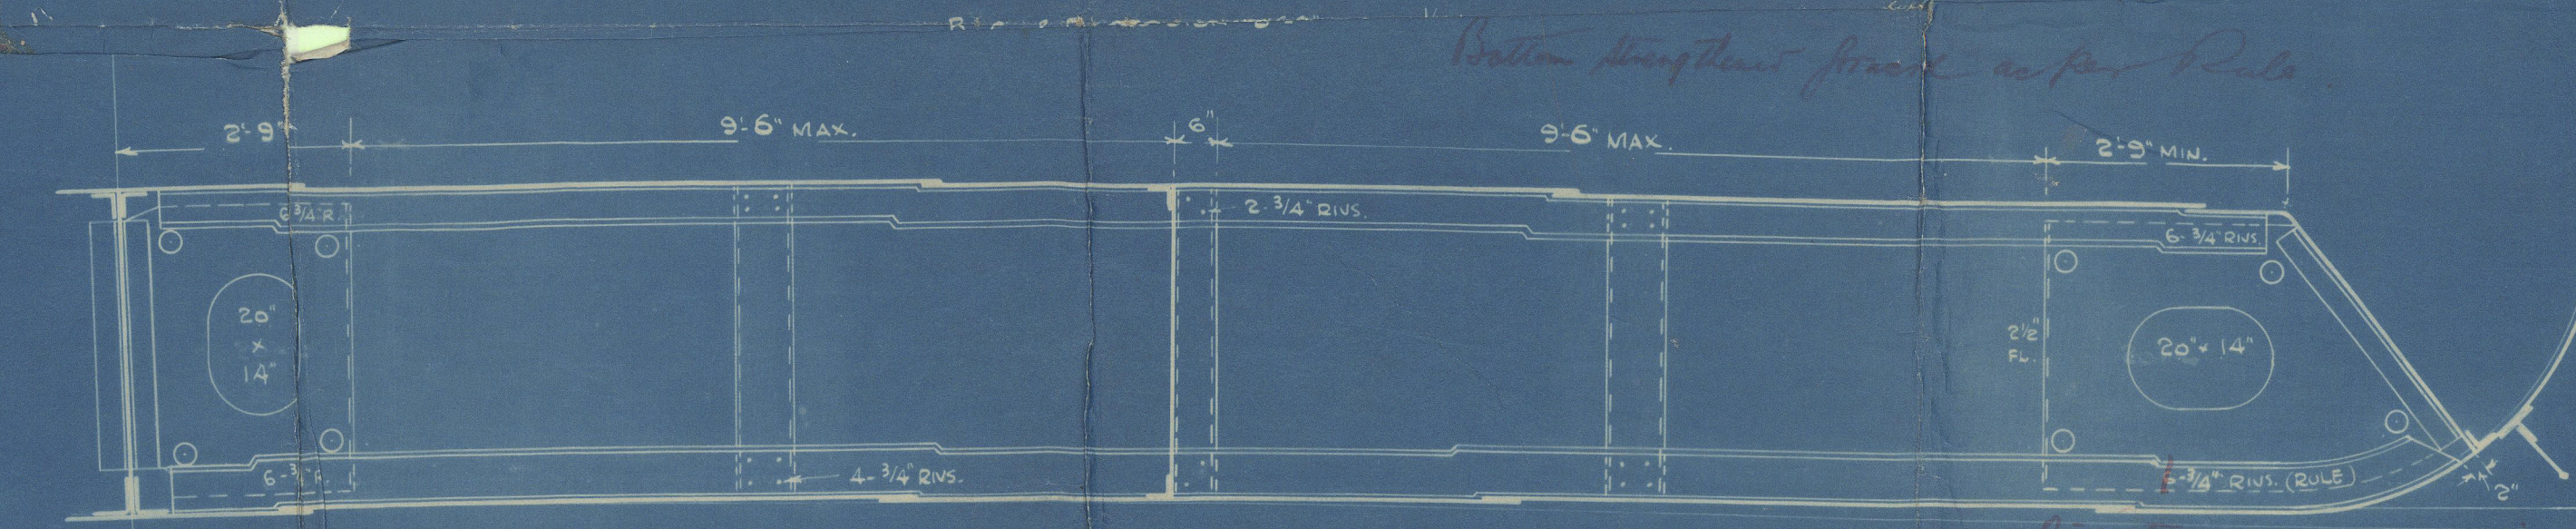 Bottom strengthened forward as per Rule.
2'-9"
9'-6" MAX.
6"
9'-6" MAX.
2'-9" MIN.
6 3/4" R.
2-3/4" RIVS.
6-3/4" RIVS.
20"
x
14"
2 1/2"
FL.
20" x 14"
6-3/4" R.
4-3/4" RIVS.
6-3/4" RIVS. (RULE)
2"